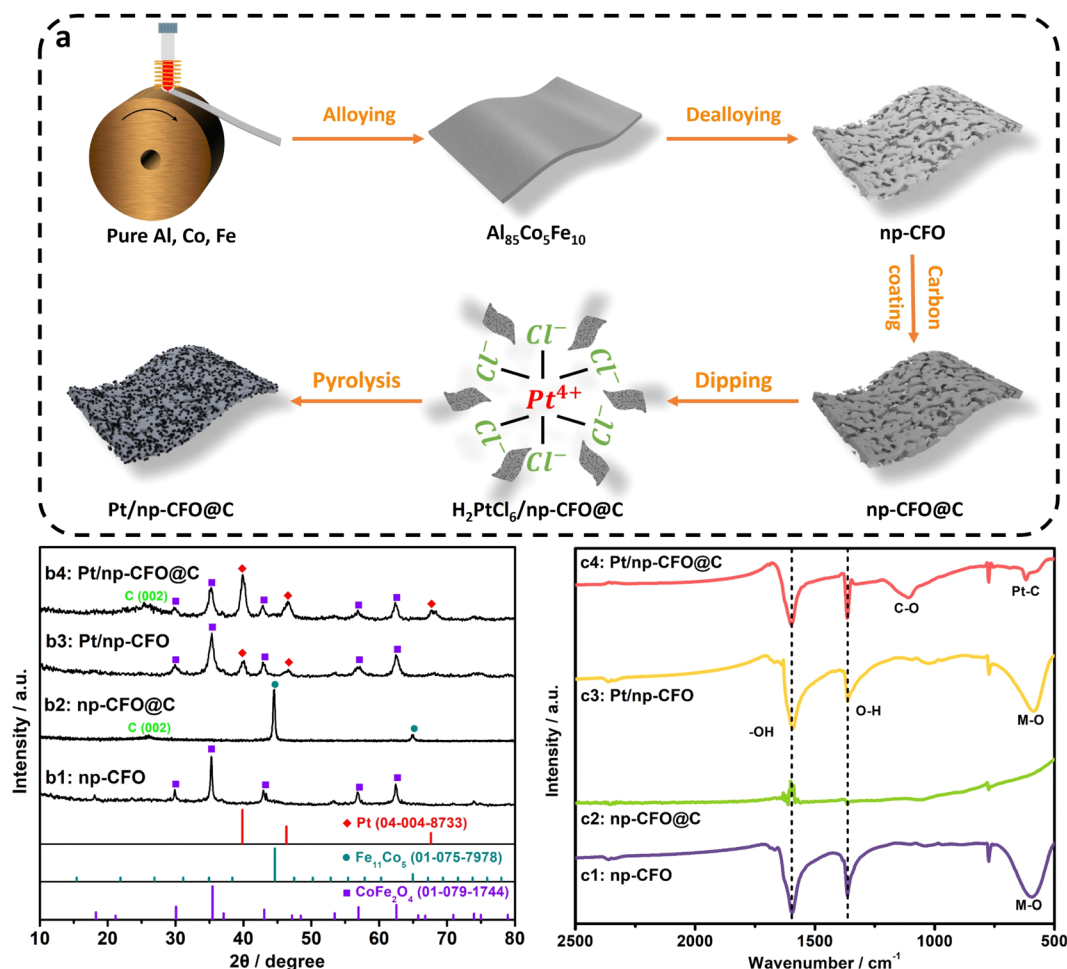 a
Alloying
Dealloying
Pure Al, Co, Fe
Al₈₅Co₅Fe₁₀
np-CFO
Carbon
coating
Cl⁻
Cl⁻
Cl⁻
Pt⁴⁺
Cl⁻
Cl⁻
Cl⁻
Pyrolysis
Dipping
Pt/np-CFO@C
H₂PtCl₆/np-CFO@C
np-CFO@C
b4: Pt/np-CFO@C
C (002)
b3: Pt/np-CFO
b2: np-CFO@C
C (002)
b1: np-CFO
Pt (04-004-8733)
Fe₁₁Co₅ (01-075-7978)
CoFe₂O₄ (01-079-1744)
10 20 30 40 50 60 70 80
2θ / degree
Intensity / a.u.
c4: Pt/np-CFO@C
C-O
Pt-C
c3: Pt/np-CFO
-OH
O-H
M-O
c2: np-CFO@C
c1: np-CFO
M-O
2500 2000 1500 1000 500
Wavenumber / cm⁻¹
Intensity / a.u.